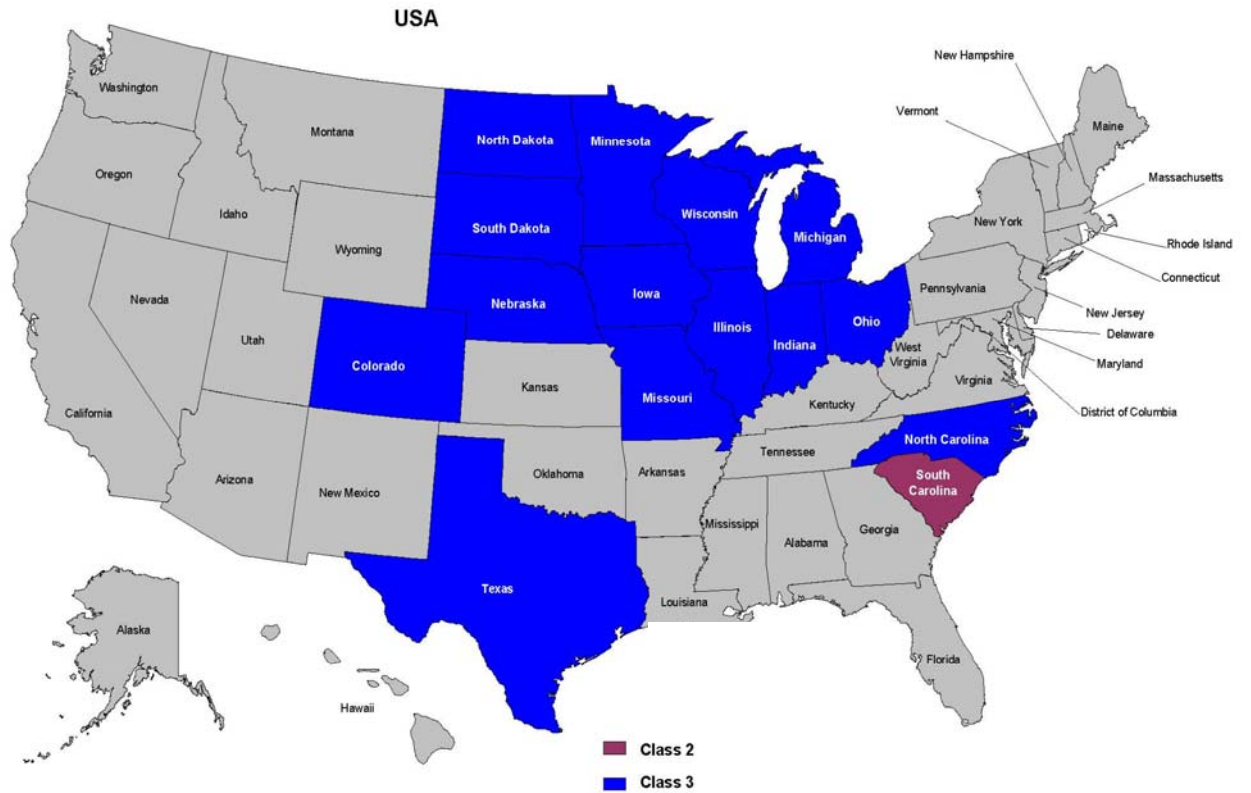 USA
New Hampshire
Washington
Vermont
Maine
Montana
North Dakota
Minnesota
Oregon
Massachusetts
Idaho
Wisconsin
New York
South Dakota
Michigan
Rhode Island
Wyoming
Connecticut
Pennsylvania
Iowa
Nevada
Nebraska
New Jersey
Ohio
Illinois
Delaware
Utah
Indiana
West
Virginia
Maryland
Colorado
Virginia
Kansas
Missouri
Kentucky
California
District of Columbia
North Carolina
Tennessee
Arkansas
Oklahoma
Arizona
South
Carolina
New Mexico
Mississippi
Georgia
Alabama
Texas
Louisiana
Alaska
Florida
Hawaii
Class 2
Class 3